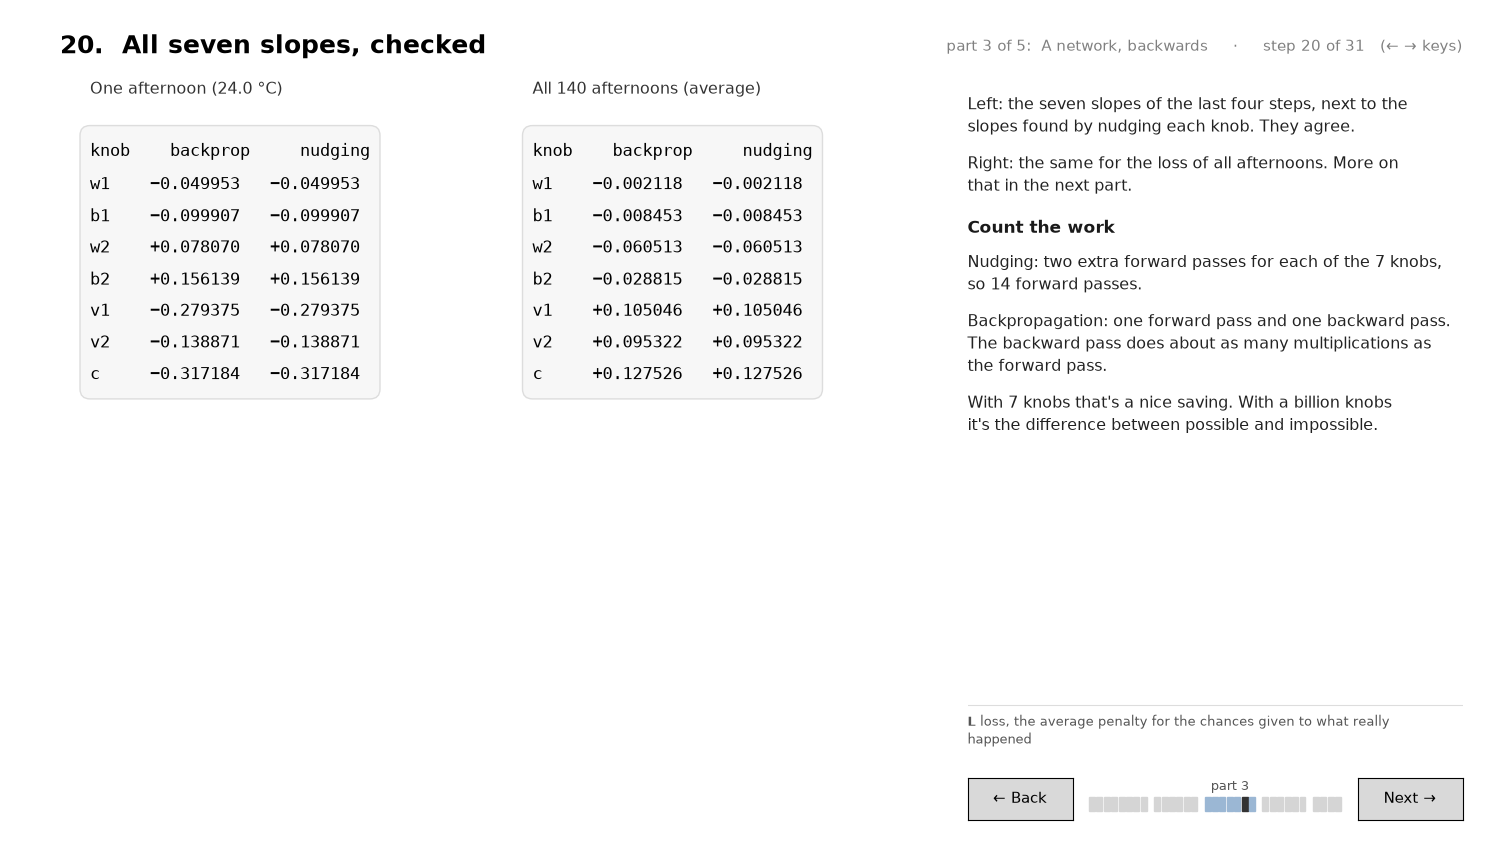 20.  All seven slopes, checked
part 3 of 5:  A network, backwards  ·  step 20 of 31  (← → keys)
One afternoon (24.0 °C)
knob backprop nudging
w1 −0.049953 −0.049953
b1 −0.099907 −0.099907
w2 +0.078070 +0.078070
b2 +0.156139 +0.156139
v1 −0.279375 −0.279375
v2 −0.138871 −0.138871
c −0.317184 −0.317184
All 140 afternoons (average)
knob backprop nudging
w1 −0.002118 −0.002118
b1 −0.008453 −0.008453
w2 −0.060513 −0.060513
b2 −0.028815 −0.028815
v1 +0.105046 +0.105046
v2 +0.095322 +0.095322
c +0.127526 +0.127526
Left: the seven slopes of the last four steps, next to the
slopes found by nudging each knob. They agree.
Right: the same for the loss of all afternoons. More on
that in the next part.
Count the work
Nudging: two extra forward passes for each of the 7 knobs,
so 14 forward passes.
Backpropagation: one forward pass and one backward pass.
The backward pass does about as many multiplications as
the forward pass.
With 7 knobs that's a nice saving. With a billion knobs
it's the difference between possible and impossible.
L loss, the average penalty for the chances given to what really
happened
← Back
part 3
Next →